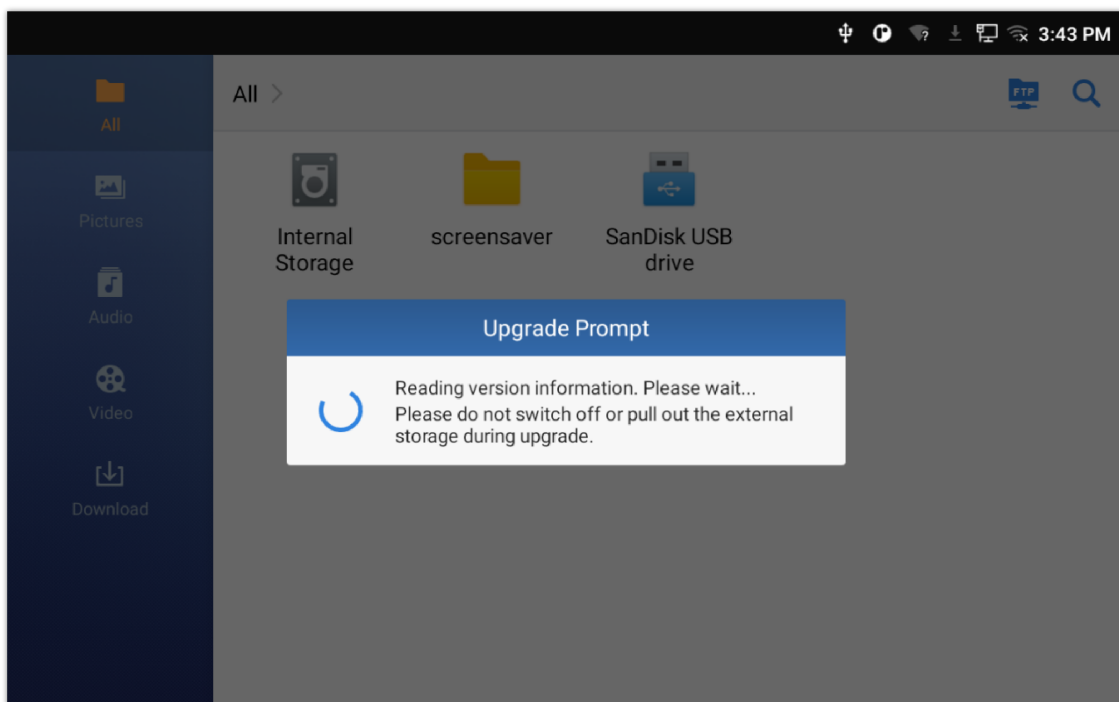 3:43 PM
All
Pictures
Audio
Video
Download
All
FTP
Internal
Storage
screensaver
SanDisk USB
drive
Upgrade Prompt
Reading version information. Please wait...
Please do not switch off or pull out the external
storage during upgrade.